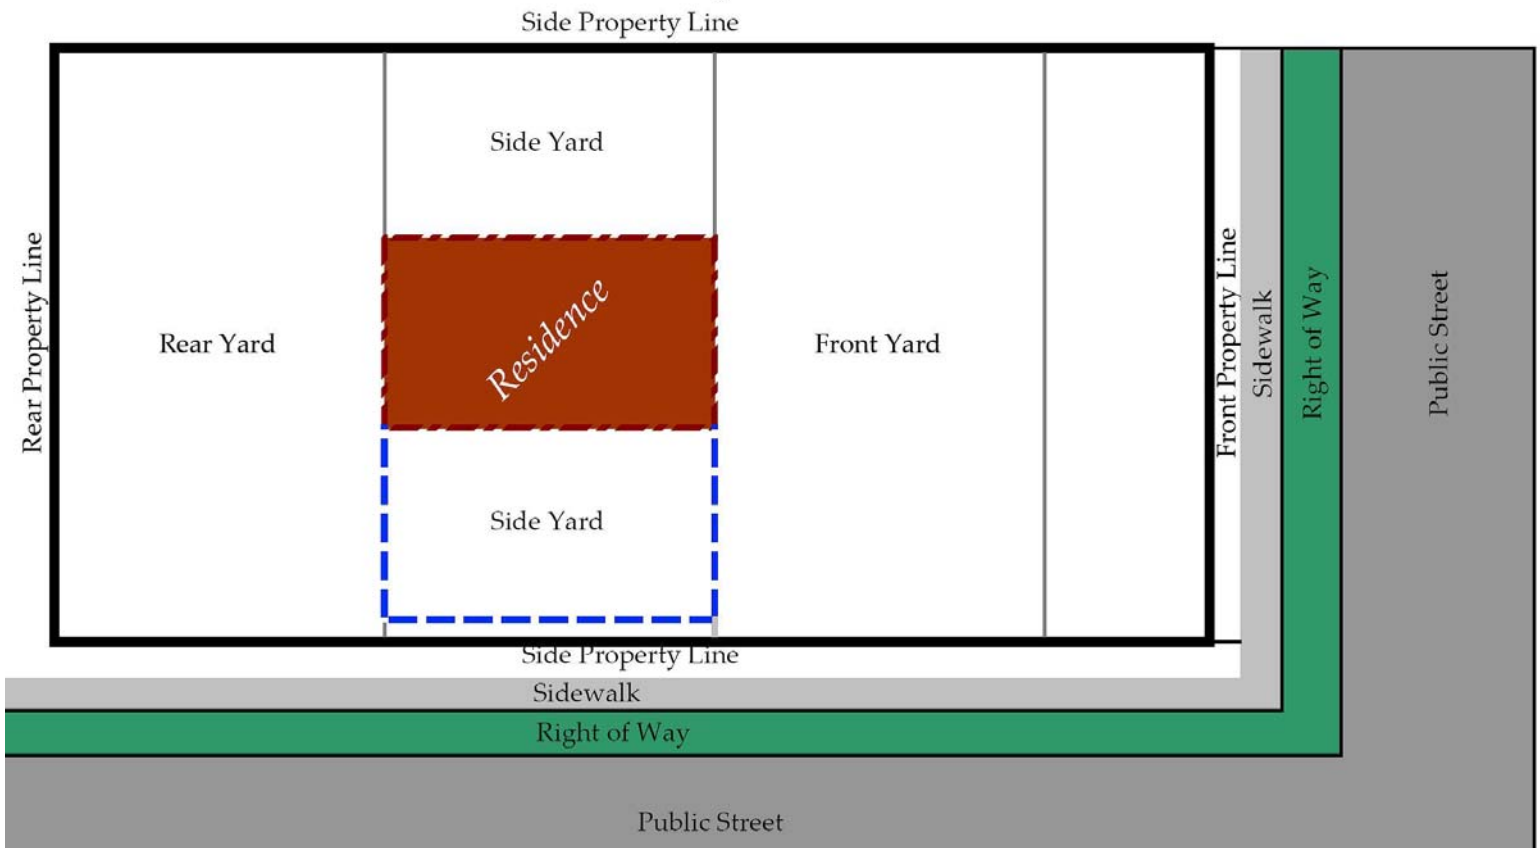 Side Property Line
Side Yard
Rear Property Line
Rear Yard
Residence
Front Yard
Front Property Line
Sidewalk
Right of Way
Public Street
Side Yard
Side Property Line
Sidewalk
Right of Way
Public Street